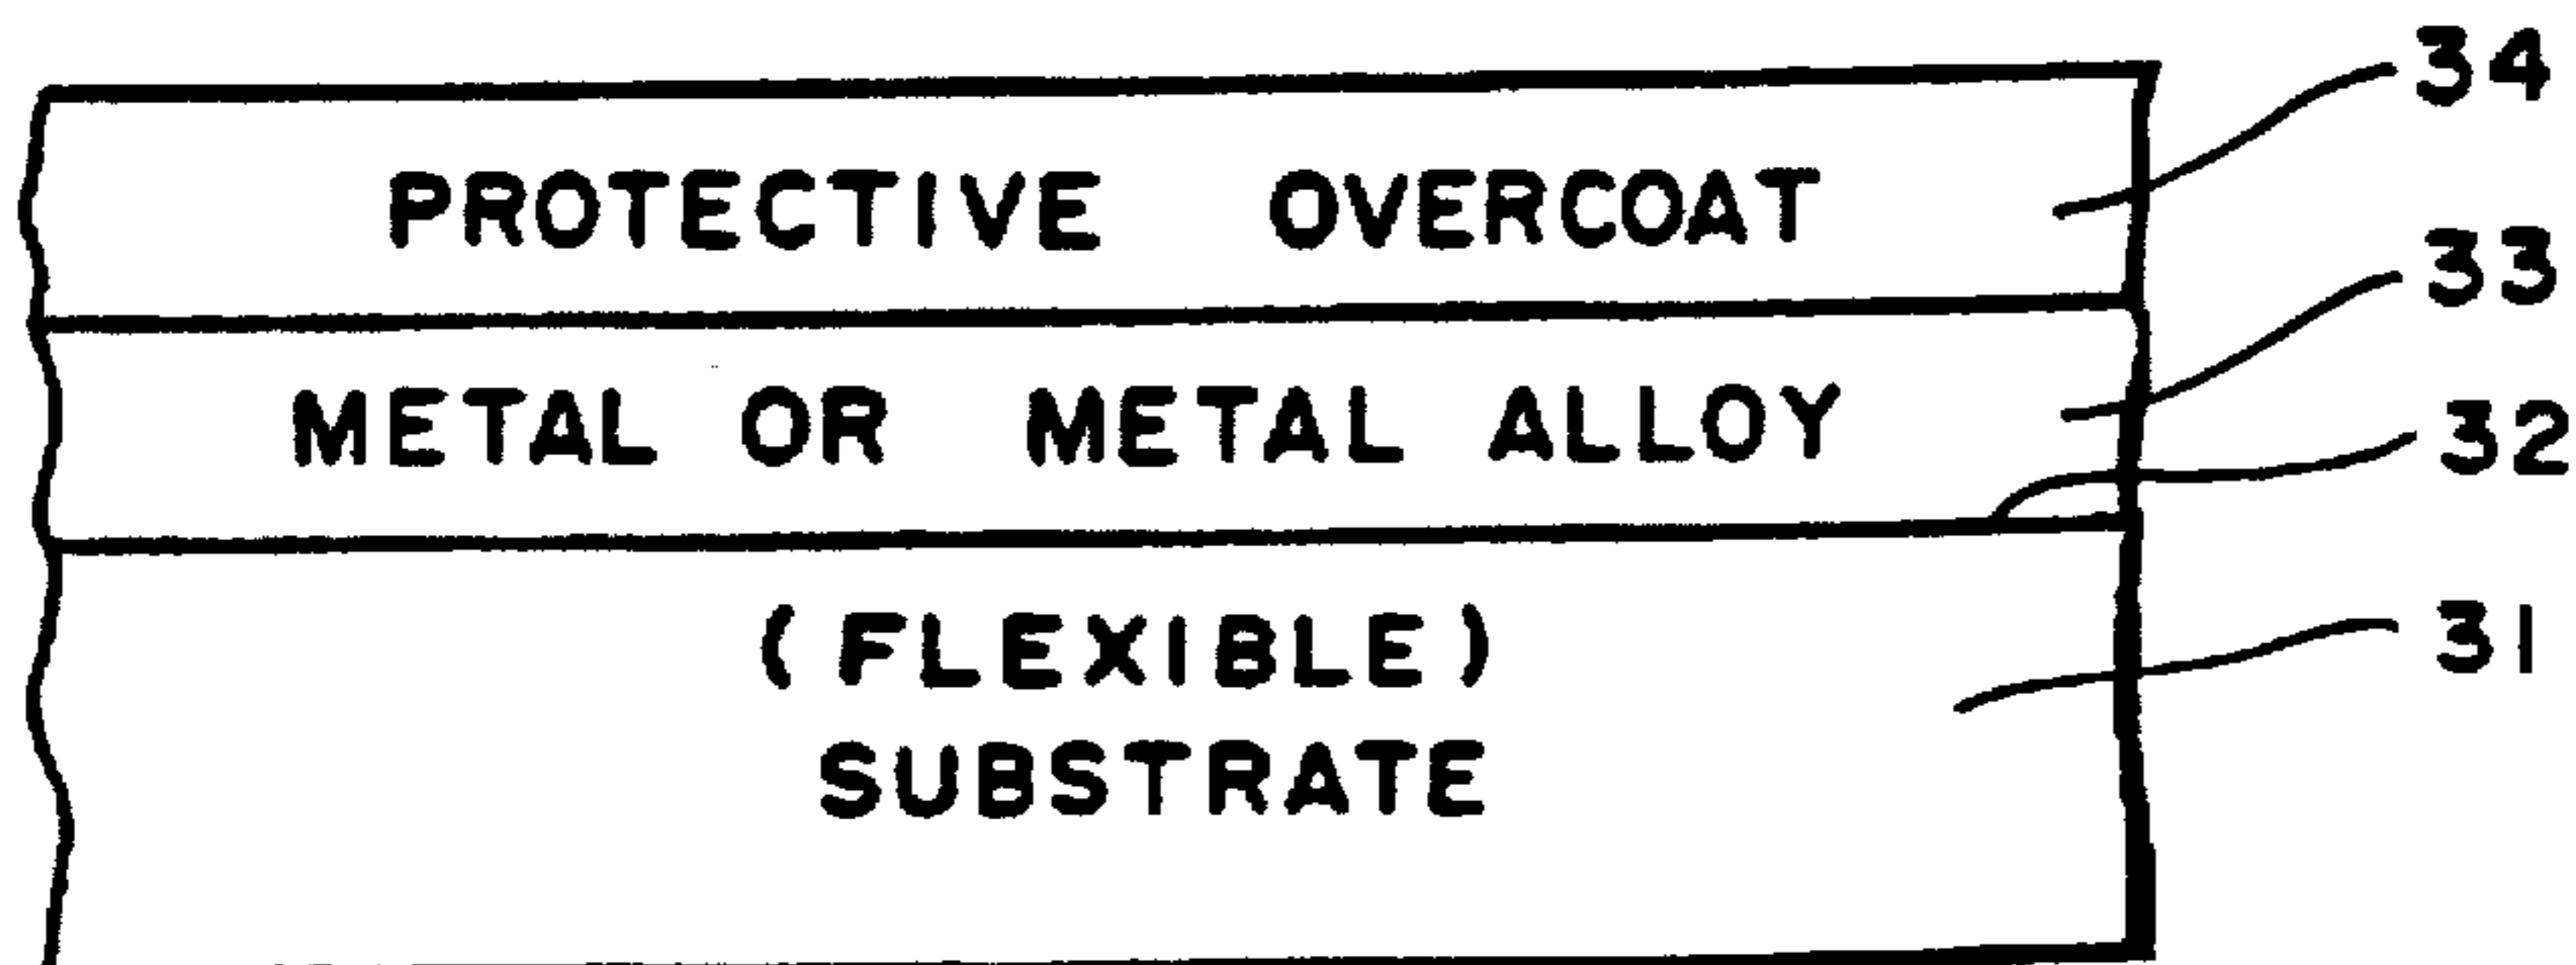 34
PROTECTIVE OVERCOAT
33
METAL OR METAL ALLOY
32
(FLEXIBLE)
31
SUBSTRATE